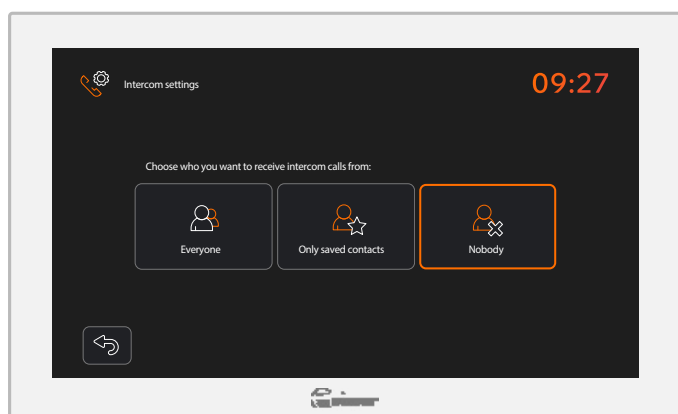 Intercom settings
09:27
Choose who you want to receive intercom calls from:
Everyone
Only saved contacts
Nobody